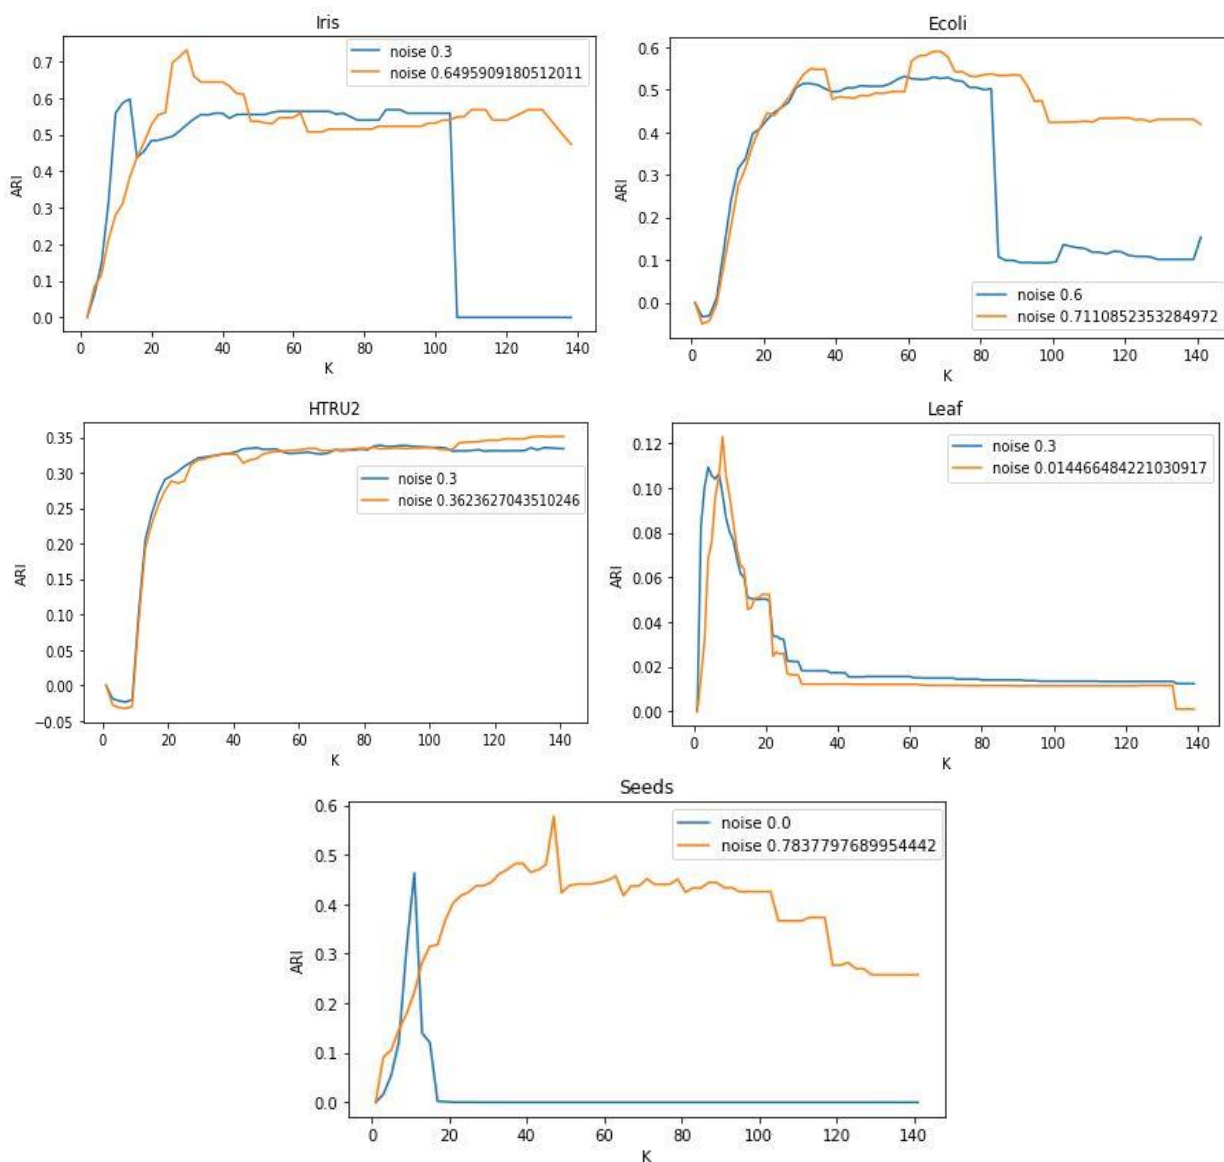 Iris
noise 0.3
noise 0.6495909180512011
0.7
0.6
0.5
0.4
0.3
0.2
0.1
0.0
ARI
0 20 40 60 80 100 120 140
K
Ecoli
0.6
0.5
0.4
0.3
0.2
0.1
0.0
ARI
noise 0.6
noise 0.7110852353284972
0 20 40 60 80 100 120 140
K
HTRU2
0.35
0.30
0.25
0.20
0.15
0.10
0.05
0.00
−0.05
ARI
noise 0.3
noise 0.3623627043510246
0 20 40 60 80 100 120 140
K
Leaf
0.12
0.10
0.08
0.06
0.04
0.02
0.00
ARI
noise 0.3
noise 0.014466484221030917
0 20 40 60 80 100 120 140
K
Seeds
0.6
0.5
0.4
0.3
0.2
0.1
0.0
ARI
noise 0.0
noise 0.7837797689954442
0 20 40 60 80 100 120 140
K